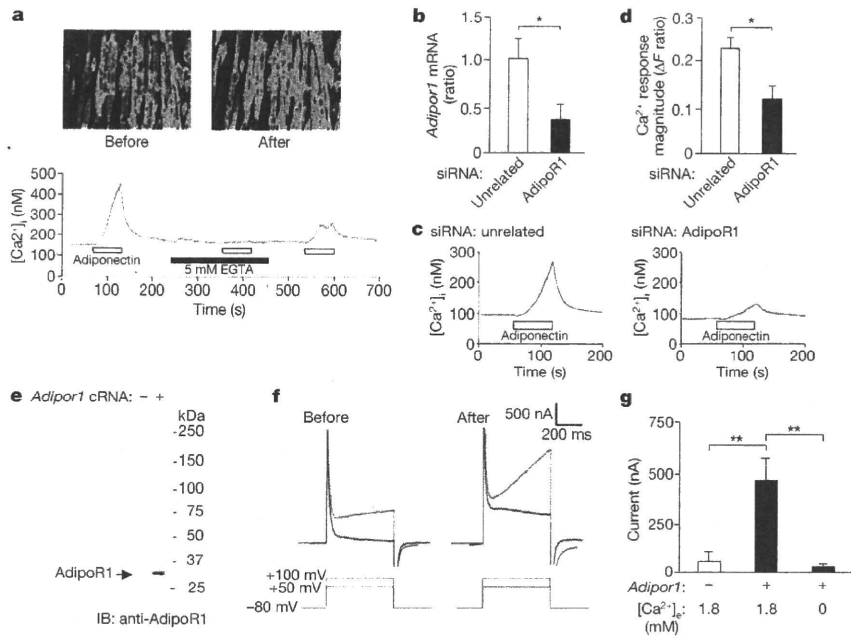 a
Before
After
[Ca2+]i (nM)
500
400
300
200
100
0
Adiponectin
5 mM EGTA
0 100 200 300 400 500 600 700
Time (s)
b
Adipor1 mRNA
(ratio)
1.5
1.0
0.5
0
*
siRNA:
Unrelated
AdipoR1
d
Ca2+ response
magnitude (ΔF ratio)
0.3
0.2
0.1
0
*
siRNA:
Unrelated
AdipoR1
c siRNA: unrelated
[Ca2+]i (nM)
300
200
100
0
Adiponectin
0 100 200
Time (s)
siRNA: AdipoR1
[Ca2+]i (nM)
300
200
100
0
Adiponectin
0 100 200
Time (s)
e Adipor1 cRNA: – +
kDa
-250
-150
-100
- 75
- 50
- 37
- 25
AdipoR1
IB: anti-AdipoR1
f
Before
After
500 nA
200 ms
+100 mV
+50 mV
–80 mV
g
Current (nA)
750
500
250
0
** **
Adipor1: – + +
[Ca2+]e: 1.8 1.8 0
(mM)